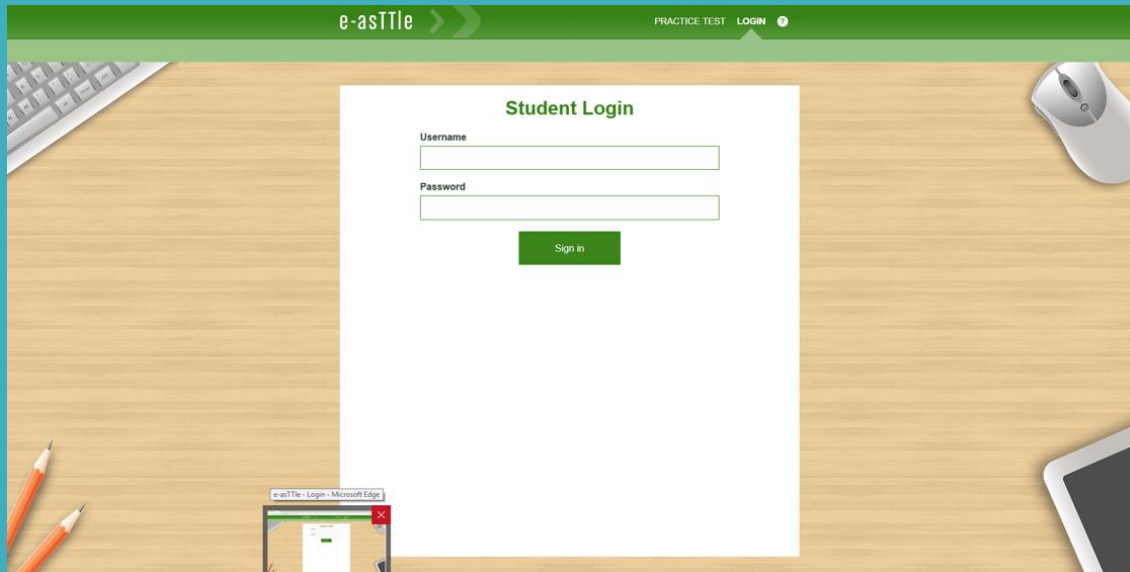 e-asTTle
PRACTICE TEST LOGIN ?
Student Login
Username
Password
Sign in
e-asTTle - Login - Microsoft Edge